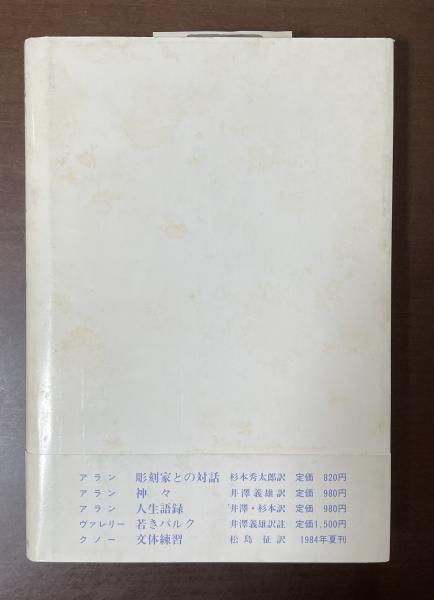 アラン 彫刻家との対話 杉本秀太郎訳 定価 820円
アラン 神々 井澤義雄訳 定価 980円
アラン 人生語録 井澤・杉本訳 定価 980円
ヴァレリー 若きパルク 井澤義雄訳註 定価1,500円
クノー 文体練習 松島征訳 1984年夏刊